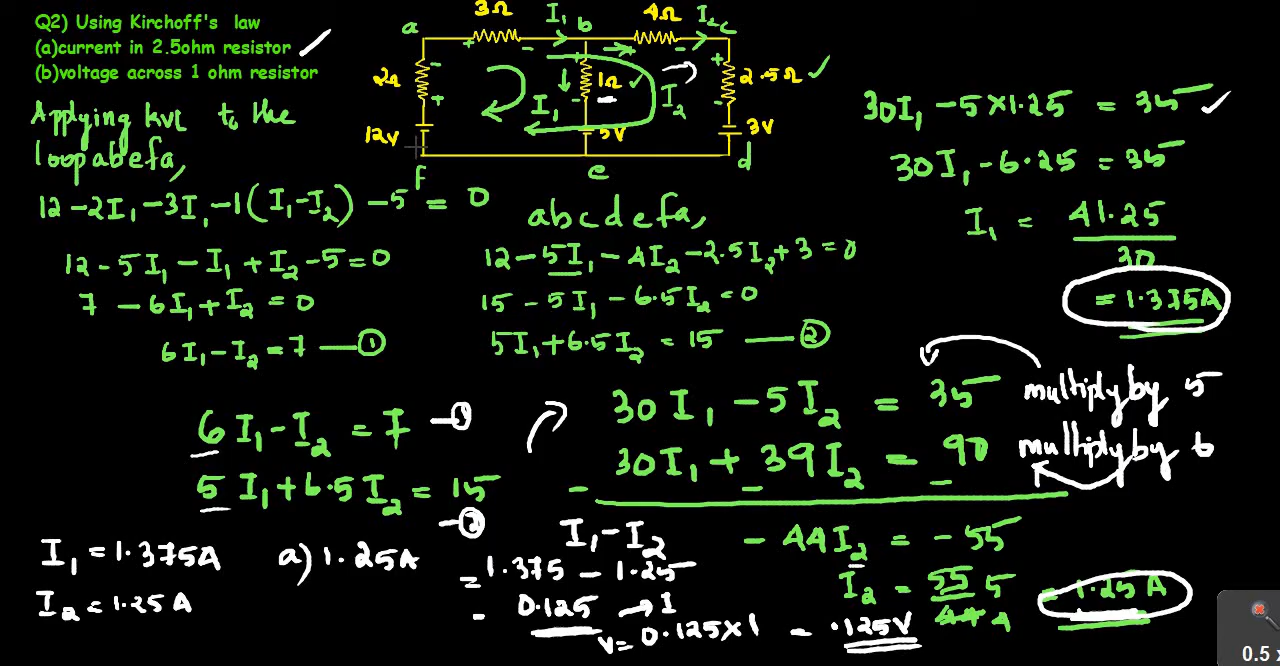 Q2) Using Kirchoff's law
(a)current in 2.5ohm resistor
(b)voltage across 1 ohm resistor
a 3Ω I₁ b 4Ω I₂ c
2Ω 1Ω 2.5Ω
I₁ I₂
12V 5V 3V
f e d
+ - + - + - + - + -
Applying kvl to the
loop abefa,
12-2I₁-3I₁-1(I₁-I₂)-5=0
12-5I₁-I₁+I₂-5=0
7-6I₁+I₂=0
6I₁-I₂=7 —①
abcdefa,
12-5I₁-4I₂-2.5I₂+3=0
15-5I₁-6.5I₂=0
5I₁+6.5I₂=15 —②
6I₁-I₂=7 —①
5I₁+6.5I₂=15
—②
30I₁-5I₂=35 multiply by 5
30I₁+39I₂=90 multiply by 6
- - -
-44I₂=-55
I₂=55/44 5/4 A =1.25A
30I₁-5×1.25=35
30I₁-6.25=35
I₁=41.25/30
=1.375A
I₁=1.375A a) 1.25A
I₂=1.25A
I₁-I₂
=1.375-1.25
=0.125→I
V=0.125×1=.125V
0.5 x